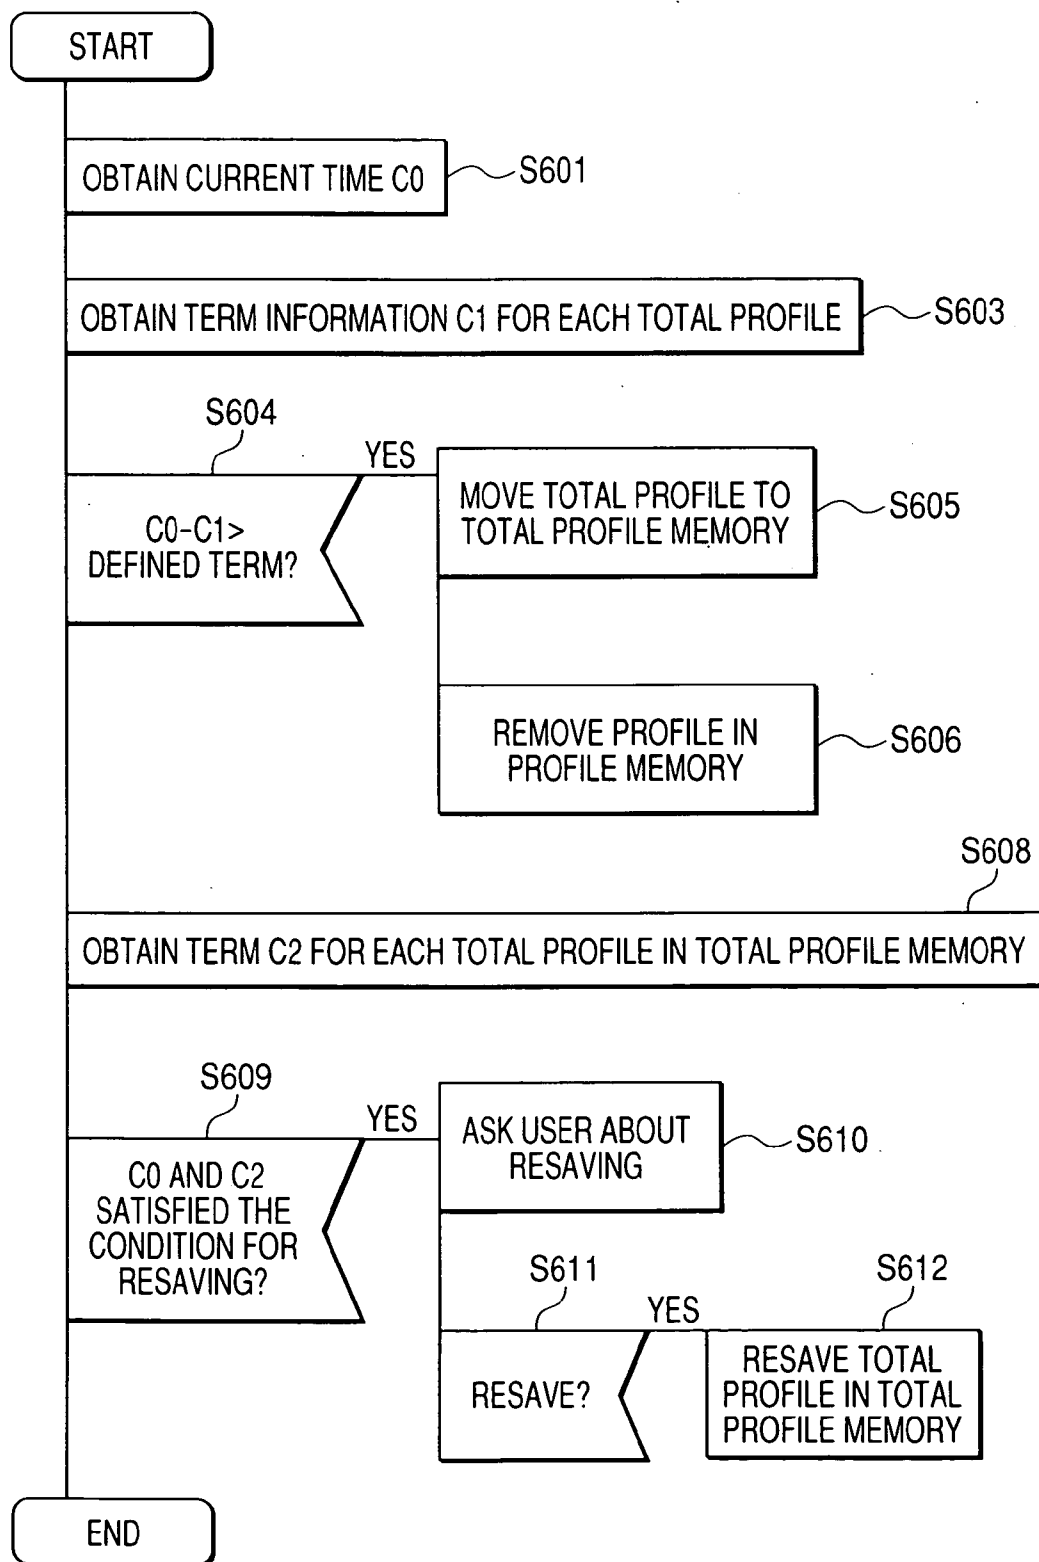 START
OBTAIN CURRENT TIME C0
S601
OBTAIN TERM INFORMATION C1 FOR EACH TOTAL PROFILE
S603
S604
YES
C0-C1>
DEFINED TERM?
MOVE TOTAL PROFILE TO
TOTAL PROFILE MEMORY
S605
REMOVE PROFILE IN
PROFILE MEMORY
S606
S608
OBTAIN TERM C2 FOR EACH TOTAL PROFILE IN TOTAL PROFILE MEMORY
S609
YES
C0 AND C2
SATISFIED THE
CONDITION FOR
RESAVING?
ASK USER ABOUT
RESAVING
S610
S611
YES
RESAVE?
S612
RESAVE TOTAL
PROFILE IN TOTAL
PROFILE MEMORY
END